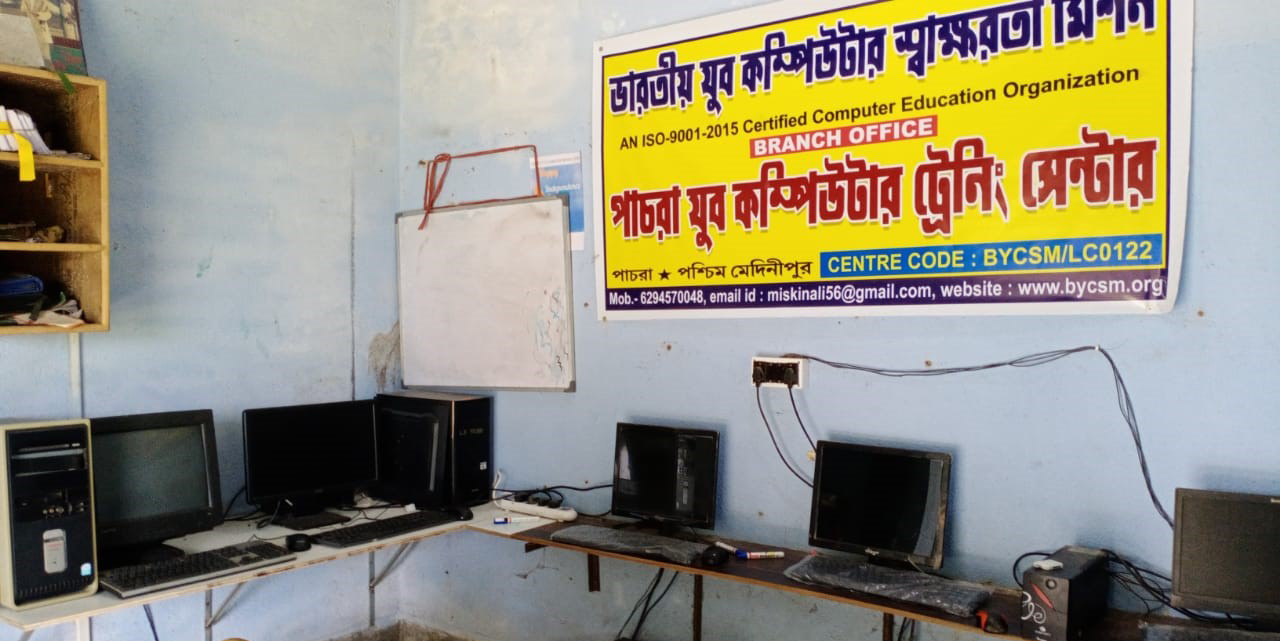 ভারতীয় যুব কম্পিউটার স্বাক্ষরতা মিশন
AN ISO-9001-2015 Certified Computer Education Organization
BRANCH OFFICE
পাচরা যুব কম্পিউটার ট্রেনিং সেন্টার
পাচরা ★ পশ্চিম মেদিনীপুর
CENTRE CODE : BYCSM/LC0122
Mob.- 6294570048, email id : miskinali56@gmail.com, website : www.bycsm.org